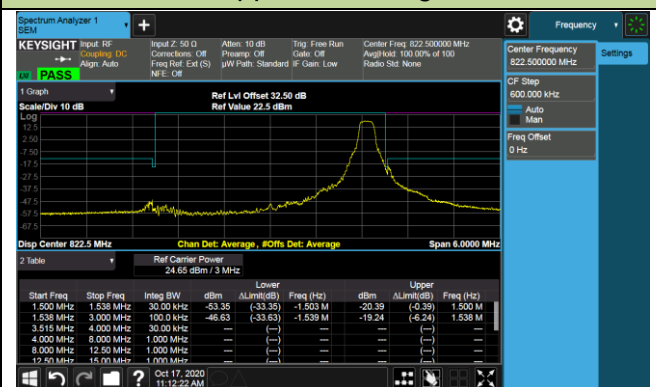 Spectrum Analyzer 1
SEM
Frequency
KEYSIGHT
Input: RF
Coupling: DC
Align: Auto
Input Z: 50 Ω
Corrections: Off
Freq Ref: Ext (S)
NFE: Off
Atten: 10 dB
Preamp: Off
µW Path: Standard
Trig: Free Run
Gate: Off
IF Gain: Low
Center Freq: 822.500000 MHz
Avg|Hold: 100.00% of 100
Radio Std: None
PASS
Center Frequency
822.500000 MHz
Settings
CF Step
600.000 kHz
Auto
Man
Freq Offset
0 Hz
1 Graph
Scale/Div 10 dB
Ref Lvl Offset 32.50 dB
Ref Value 22.5 dBm
Log
12.5
2.50
-7.50
-17.5
-27.5
-37.5
-47.5
-57.5
-67.5
Disp Center 822.5 MHz
Chan Det: Average , #Offs Det: Average
Span 6.0000 MHz
2 Table
Ref Carrier Power
24.65 dBm / 3 MHz
Lower Upper
Start Freq Stop Freq Integ BW dBm ΔLimit(dB) Freq (Hz) dBm ΔLimit(dB) Freq (Hz)
1.500 MHz 1.538 MHz 30.00 kHz -53.35 (-33.35) -1.503 M -20.39 (-0.39) 1.500 M
1.538 MHz 3.000 MHz 100.0 kHz -46.63 (-33.63) -1.539 M -19.24 (-6.24) 1.538 M
3.515 MHz 4.000 MHz 30.00 kHz --- (---) --- --- (---) ---
4.000 MHz 8.000 MHz 1.000 MHz --- (---) --- --- (---) ---
8.000 MHz 12.50 MHz 1.000 MHz --- (---) --- --- (---) ---
12.50 MHz 15.00 MHz 1.000 MHz --- (---) --- --- (---) ---
Oct 17, 2020
11:12:22 AM